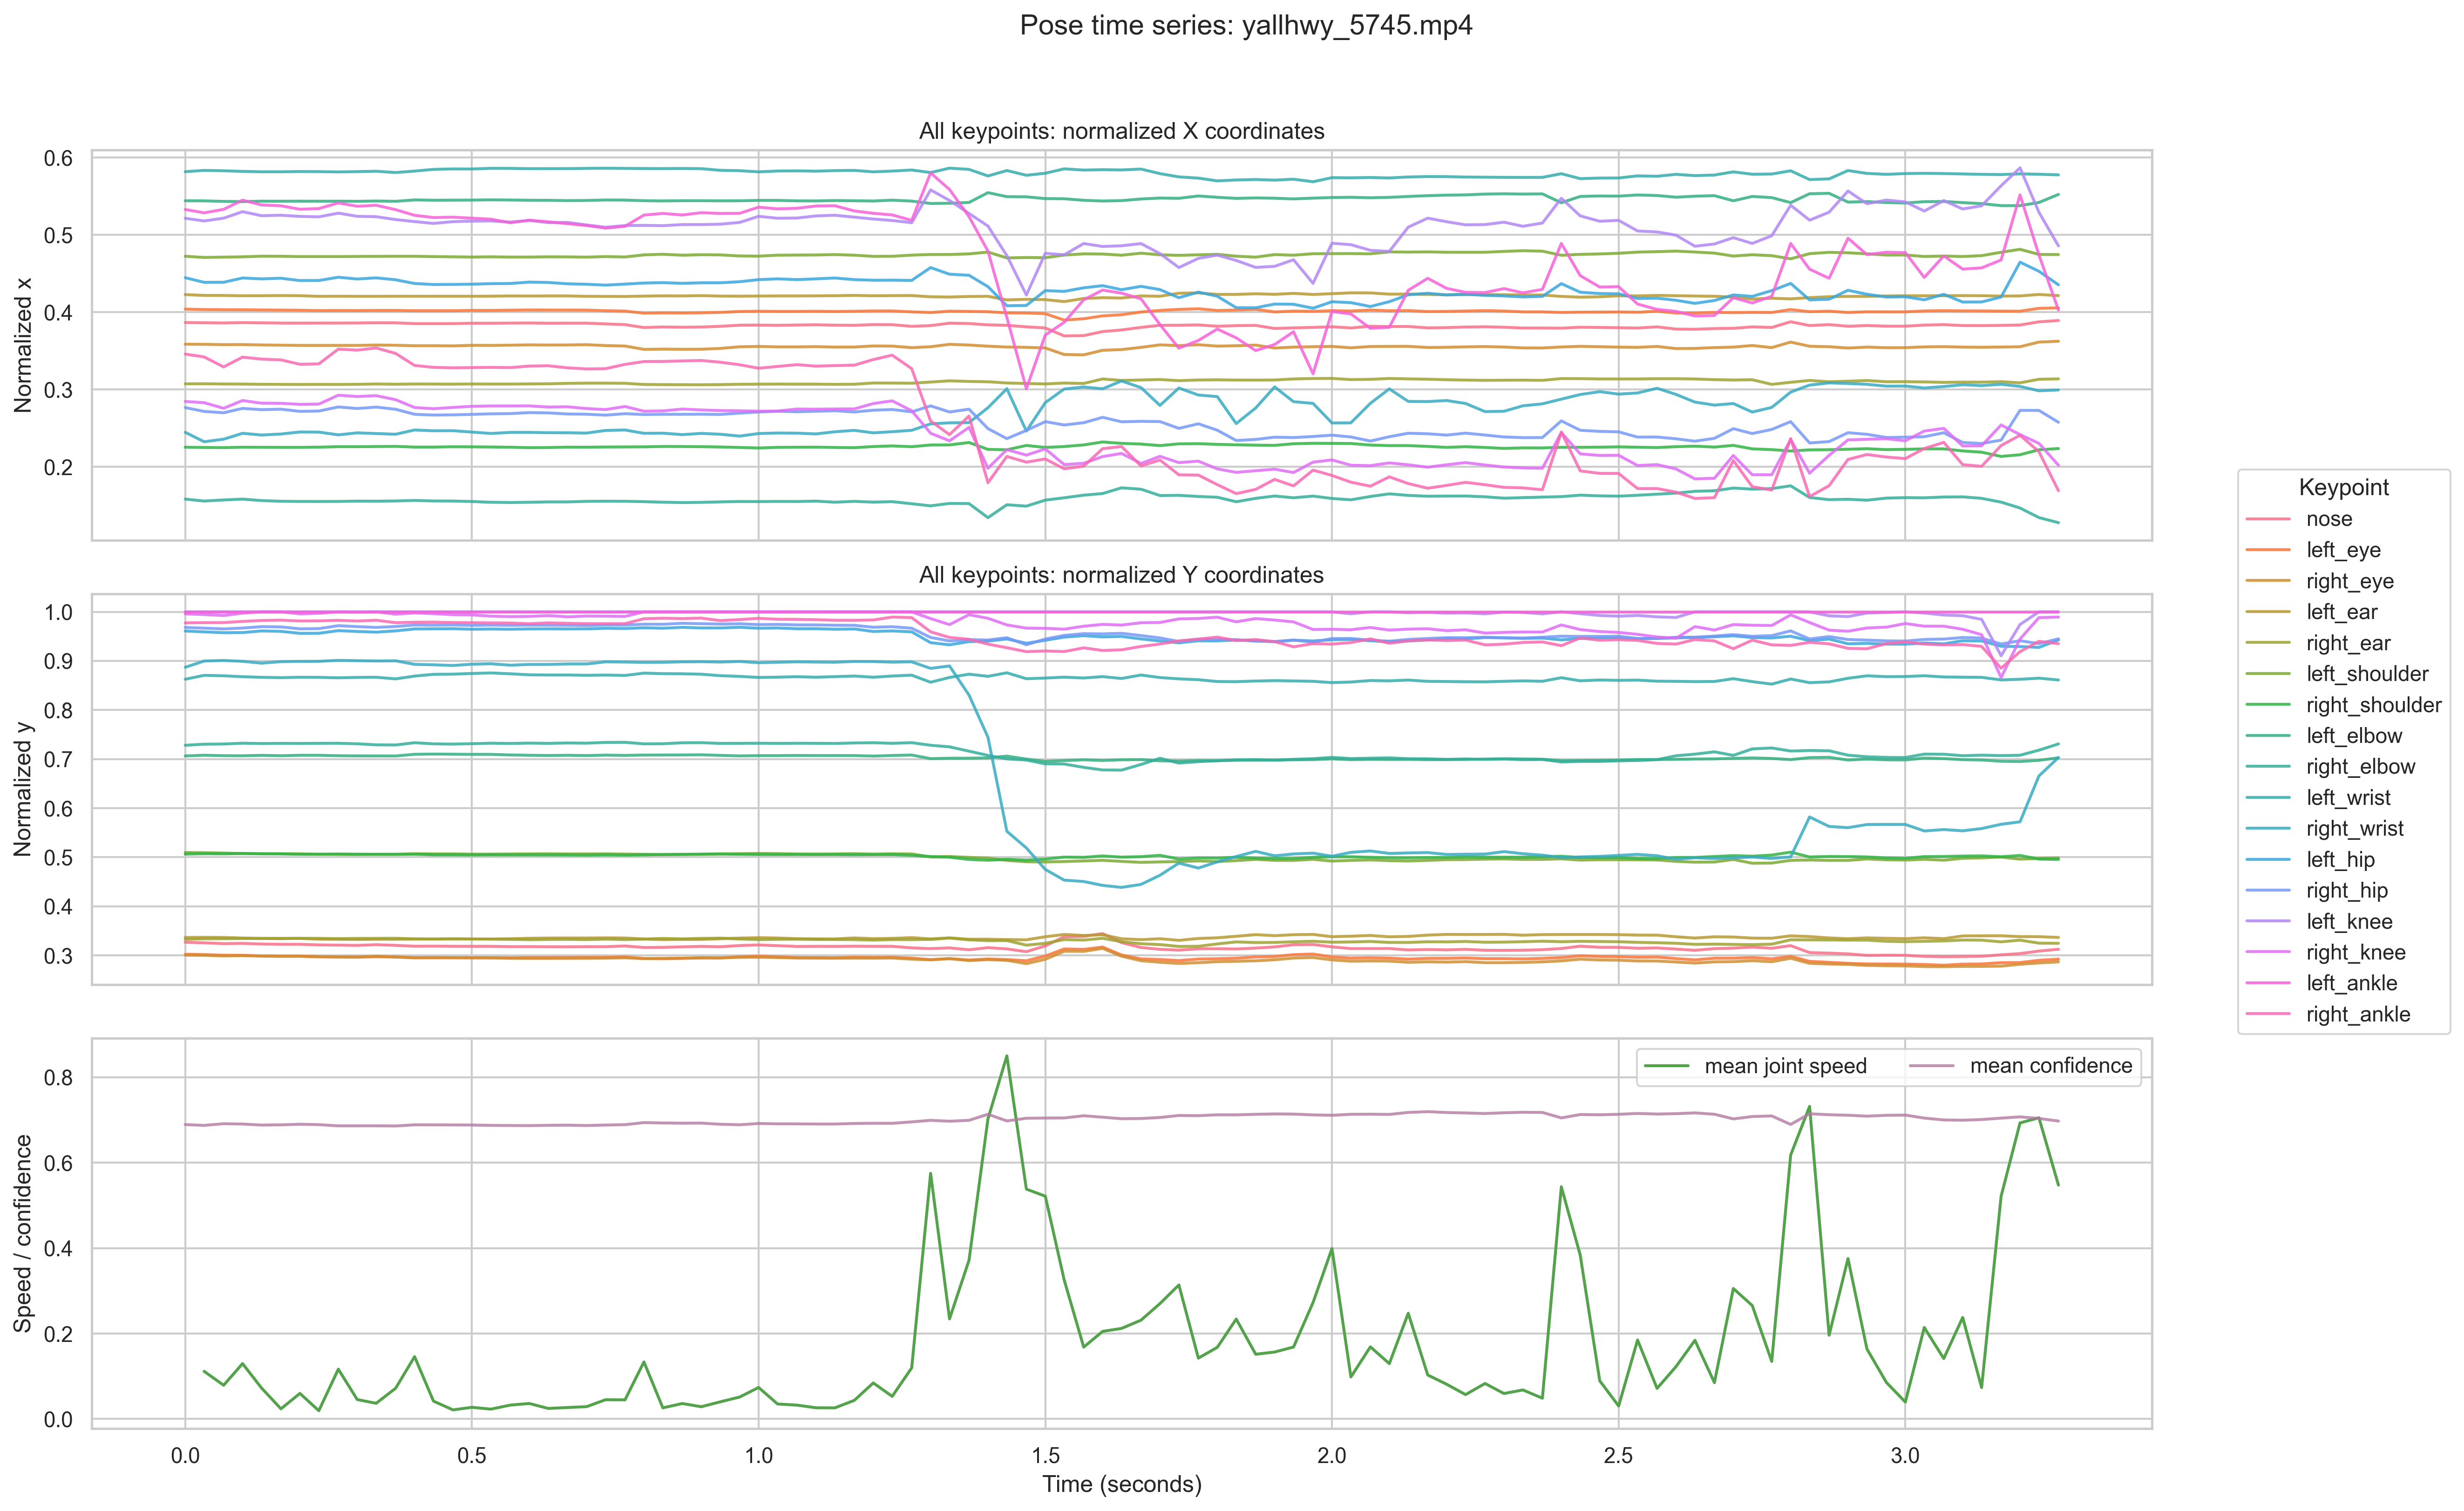 Pose time series: yallhwy_5745.mp4
All keypoints: normalized X coordinates
Normalized x
0.6
0.5
0.4
0.3
0.2
All keypoints: normalized Y coordinates
Normalized y
1.0
0.9
0.8
0.7
0.6
0.5
0.4
0.3
Keypoint
nose
left_eye
right_eye
left_ear
right_ear
left_shoulder
right_shoulder
left_elbow
right_elbow
left_wrist
right_wrist
left_hip
right_hip
left_knee
right_knee
left_ankle
right_ankle
mean joint speed
mean confidence
Speed / confidence
0.8
0.6
0.4
0.2
0.0
0.0
0.5
1.0
1.5
2.0
2.5
3.0
Time (seconds)